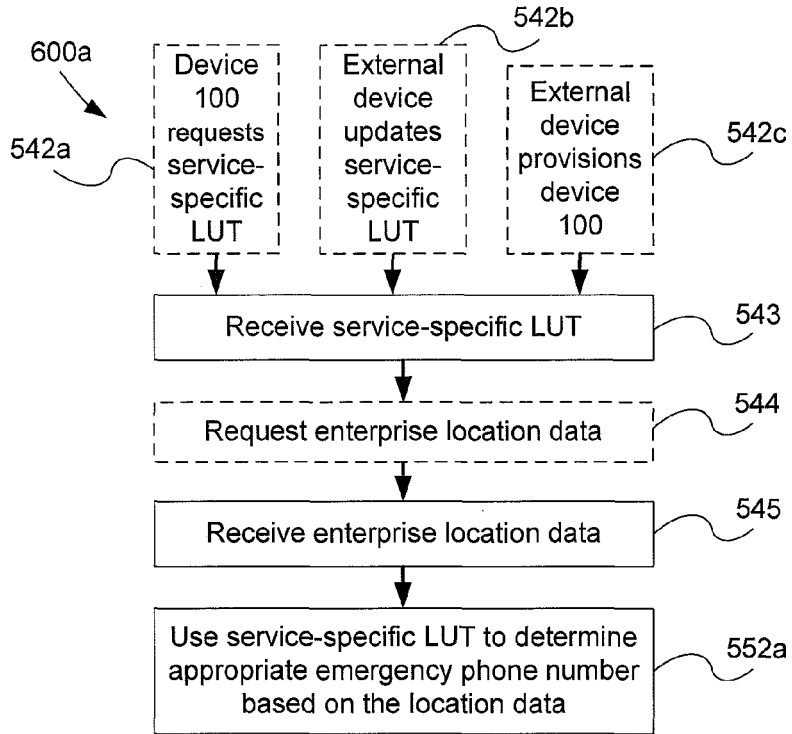 600a
542a
Device
100
requests
service-
specific
LUT
542b
External
device
updates
service-
specific
LUT
External
device
provisions
device
100
542c
Receive service-specific LUT
543
Request enterprise location data
544
Receive enterprise location data
545
Use service-specific LUT to determine
appropriate emergency phone number
based on the location data
552a